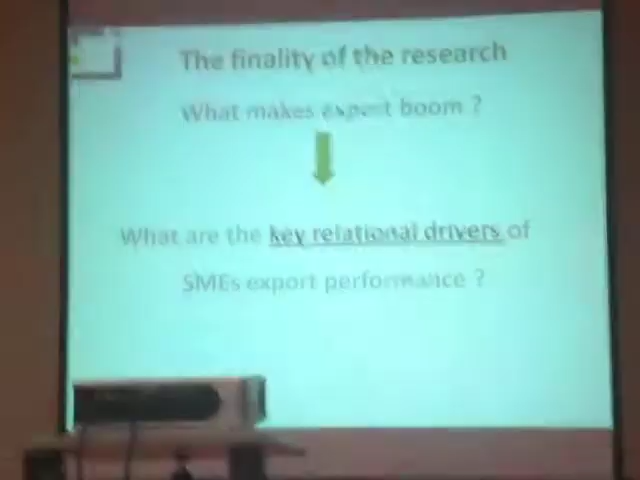 The finality of the research
What makes export boom ?
What are the key relational drivers of
SMEs export performance ?